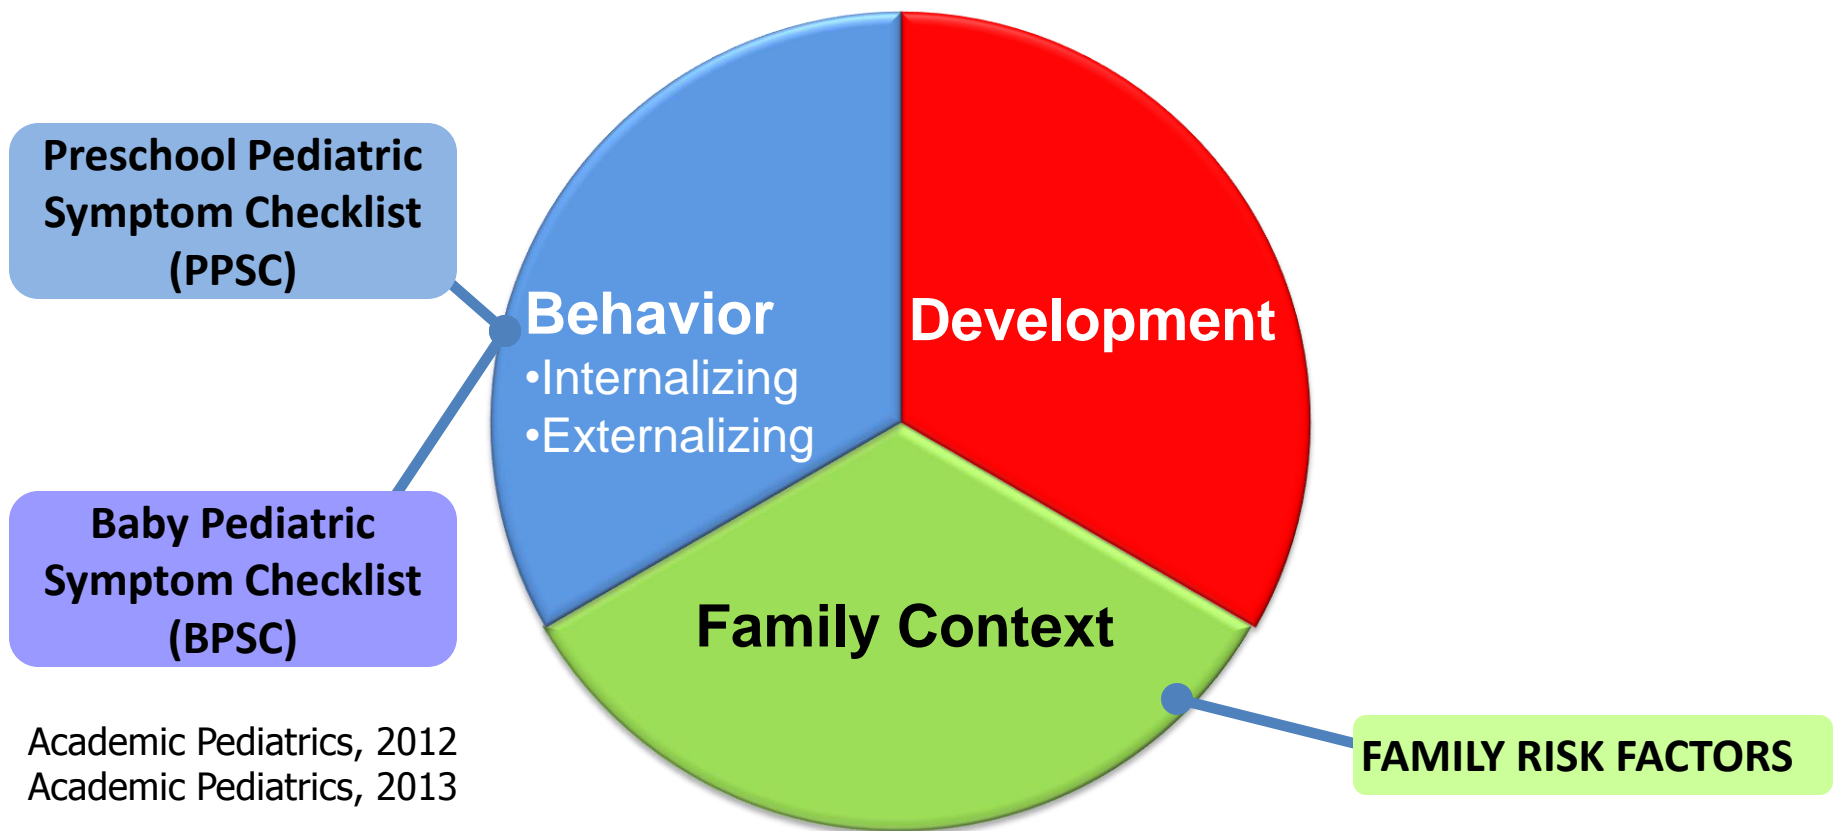 Preschool Pediatric
Symptom Checklist
(PPSC)
Behavior
•Internalizing
•Externalizing
Development
Baby Pediatric
Symptom Checklist
(BPSC)
Family Context
Academic Pediatrics, 2012
Academic Pediatrics, 2013
FAMILY RISK FACTORS